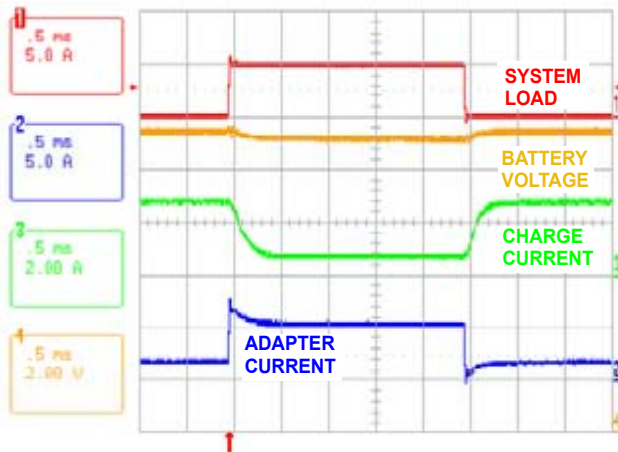 1
.5 ms
5.0 A
2
.5 ms
5.0 A
3
.5 ms
2.00 A
4
.5 ms
2.00 V
SYSTEM
LOAD
BATTERY
VOLTAGE
CHARGE
CURRENT
ADAPTER
CURRENT